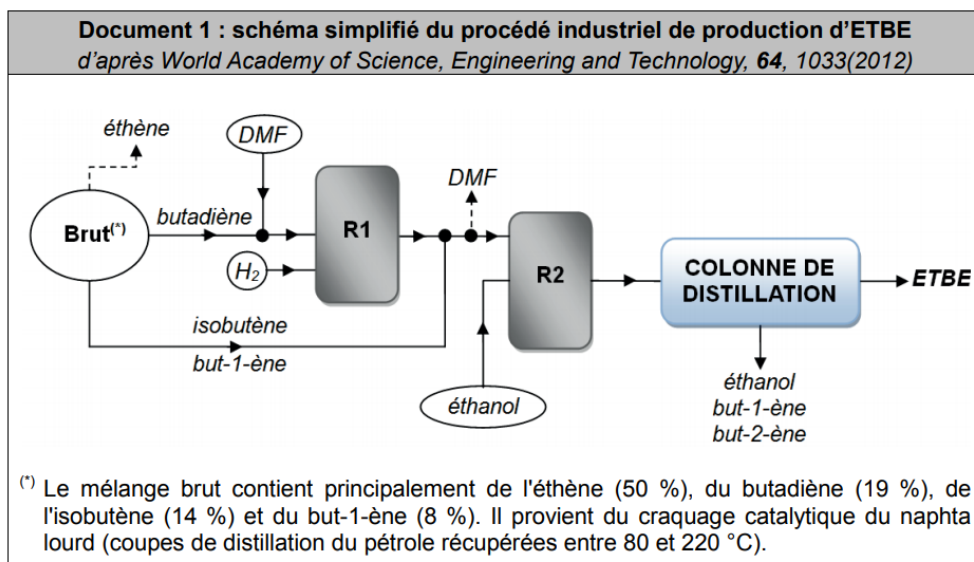 Document 1 : schéma simplifié du procédé industriel de production d'ETBE
d'après World Academy of Science, Engineering and Technology, 64, 1033(2012)
éthène
DMF
DMF
butadiène
Brut(*)
R1
H2
R2
COLONNE DE
DISTILLATION
ETBE
isobutène
but-1-ène
éthanol
éthanol
but-1-ène
but-2-ène
(*) Le mélange brut contient principalement de l'éthène (50 %), du butadiène (19 %), de
l'isobutène (14 %) et du but-1-ène (8 %). Il provient du craquage catalytique du naphta
lourd (coupes de distillation du pétrole récupérées entre 80 et 220 °C).